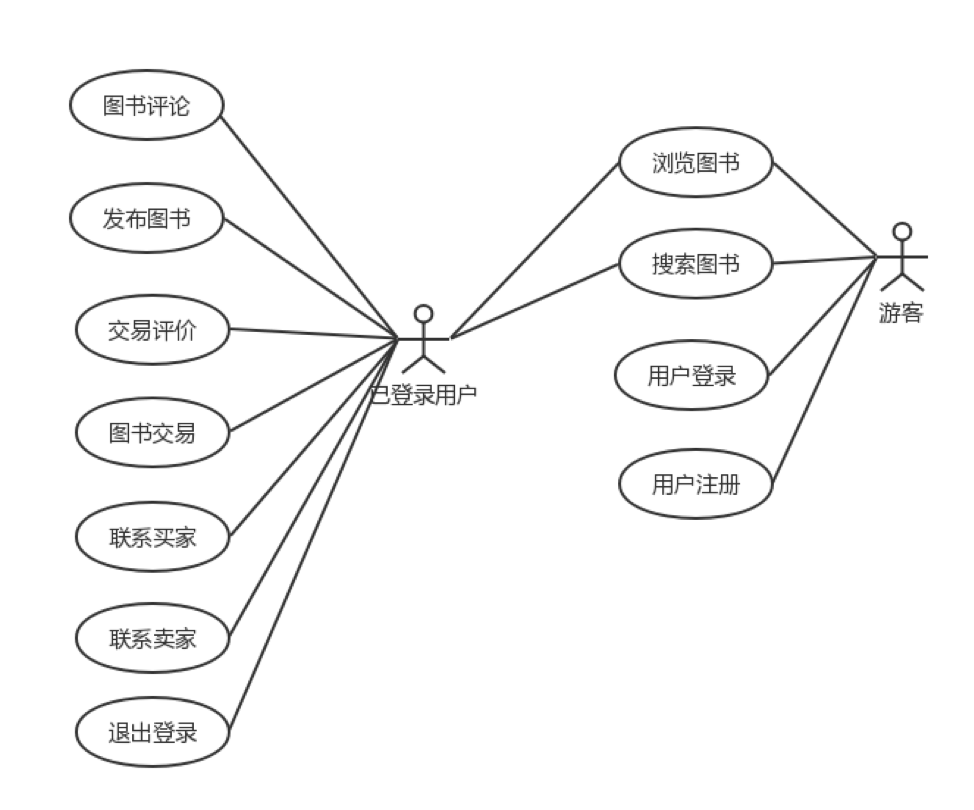 图书评论
发布图书
交易评价
图书交易
联系买家
联系卖家
退出登录
已登录用户
浏览图书
搜索图书
用户登录
用户注册
游客